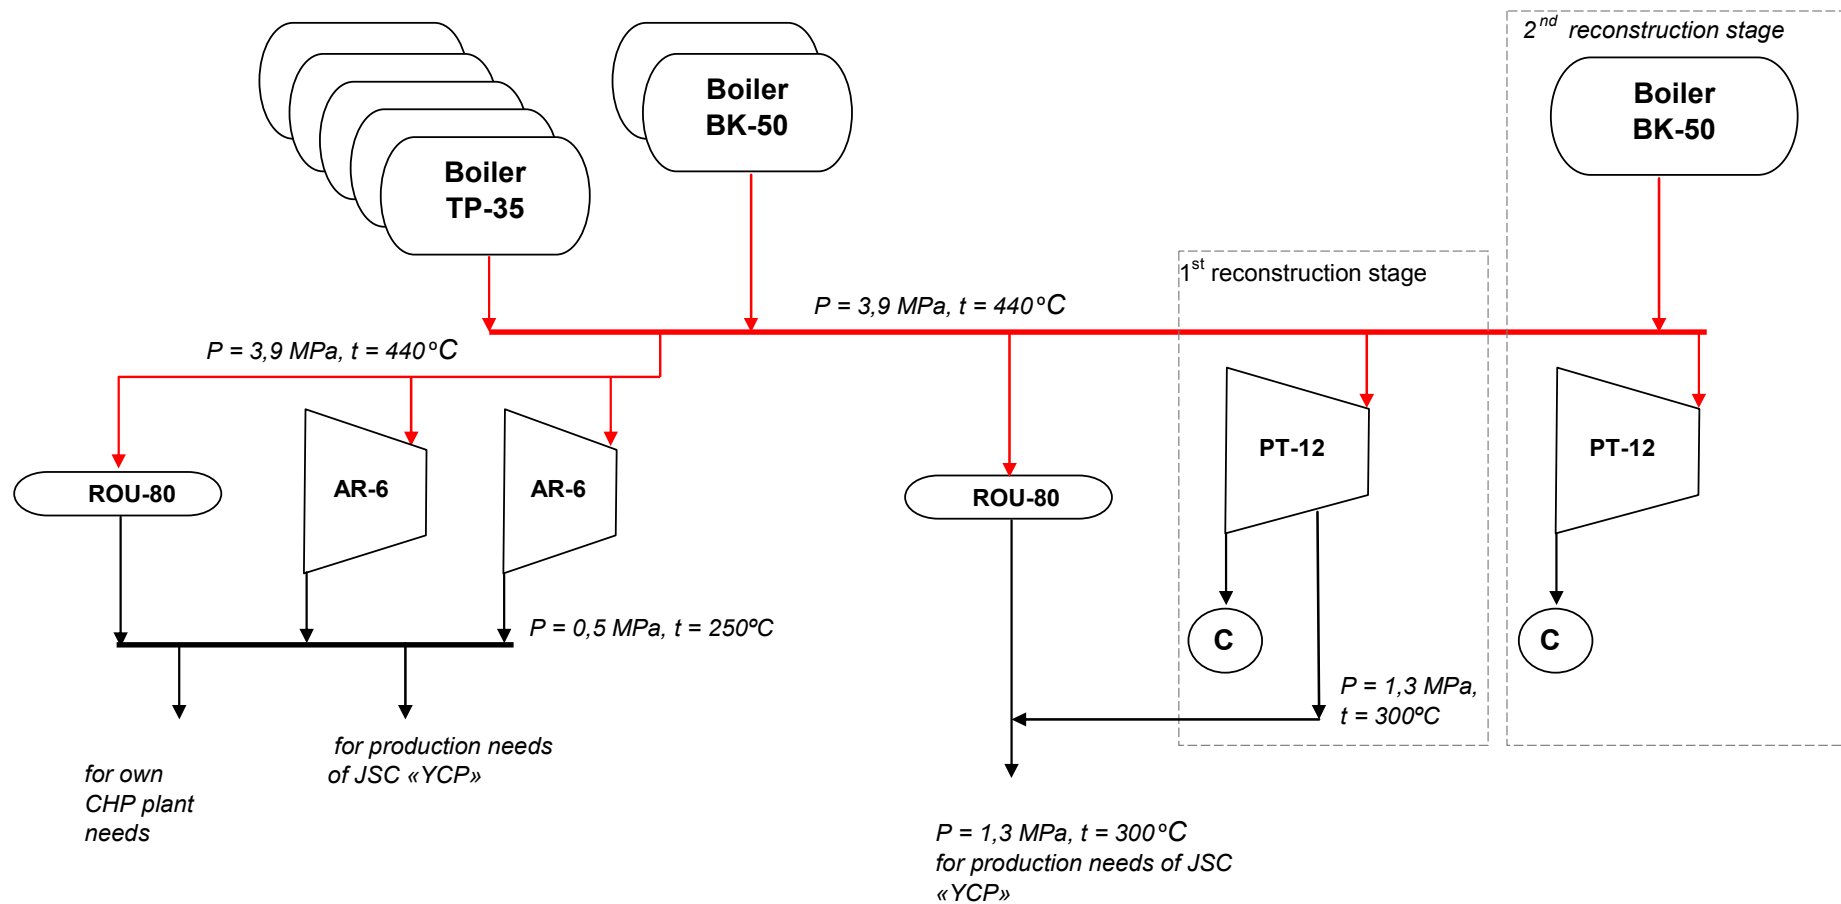 2nd reconstruction stage
Boiler
BK-50
Boiler
BK-50
Boiler
TP-35
1st reconstruction stage
P = 3,9 MPa, t = 440ºC
P = 3,9 MPa, t = 440ºC
PT-12
PT-12
ROU-80
AR-6
AR-6
ROU-80
P = 0,5 MPa, t = 250ºC
C
C
P = 1,3 MPa,
t = 300ºC
for production needs
of JSC «YCP»
for own
CHP plant
needs
P = 1,3 MPa, t = 300ºC
for production needs of JSC
«YCP»